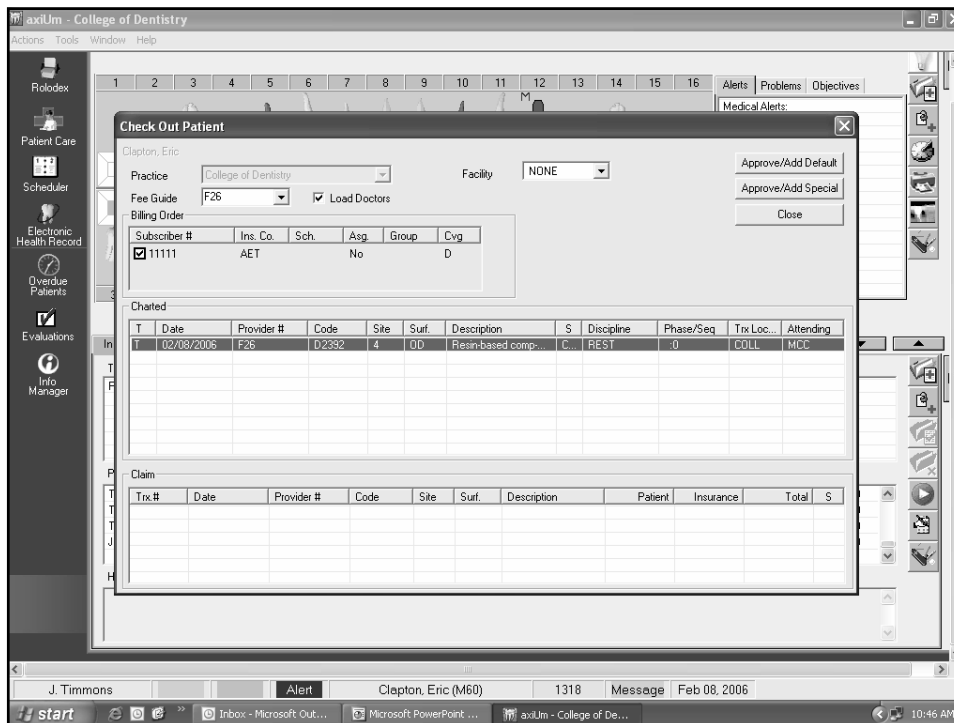 axiUm - College of Dentistry
Actions Tools Window Help
Rolodex
Patient Care
Scheduler
Electronic
Health Record
Overdue
Patients
Evaluations
Info
Manager
1 2 3 4 5 6 7 8 9 10 11 12 13 14 15 16
M
Alerts Problems Objectives
Medical Alerts:
Check Out Patient
Clapton, Eric
Practice College of Dentistry Facility NONE
Fee Guide F26 Load Doctors
Approve/Add Default
Approve/Add Special
Close
Billing Order
Subscriber # Ins. Co. Sch. Asg. Group Cvg
11111 AET No D
Charted
T Date Provider # Code Site Surf. Description S Discipline Phase/Seq Trx Loc... Attending
T 02/08/2006 F26 D2392 4 OD Resin-based comp-... C... REST :0 COLL MCC
Claim
Trx.# Date Provider # Code Site Surf. Description Patient Insurance Total S
J. Timmons Alert Clapton, Eric (M60) 1318 Message Feb 08, 2006
start Inbox - Microsoft Out... Microsoft PowerPoint ... axiUm - College of De... 10:46 AM